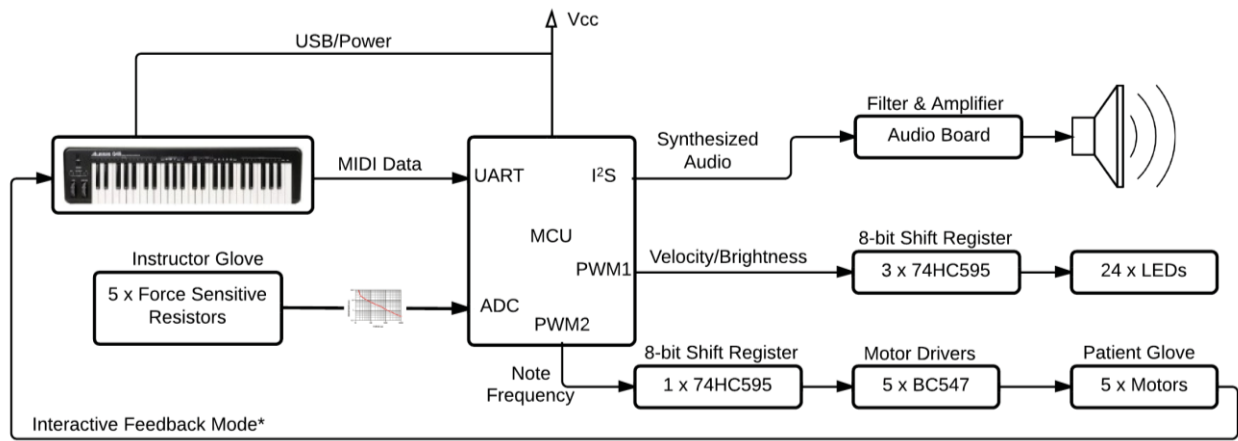 Vcc
USB/Power
Filter & Amplifier
Audio Board
Synthesized
Audio
MIDI Data
UART
I²S
MCU
8-bit Shift Register
Velocity/Brightness
PWM1
3 x 74HC595
24 x LEDs
Instructor Glove
5 x Force Sensitive
Resistors
ADC
PWM2
8-bit Shift Register
Motor Drivers
Patient Glove
Note
Frequency
1 x 74HC595
5 x BC547
5 x Motors
Interactive Feedback Mode*